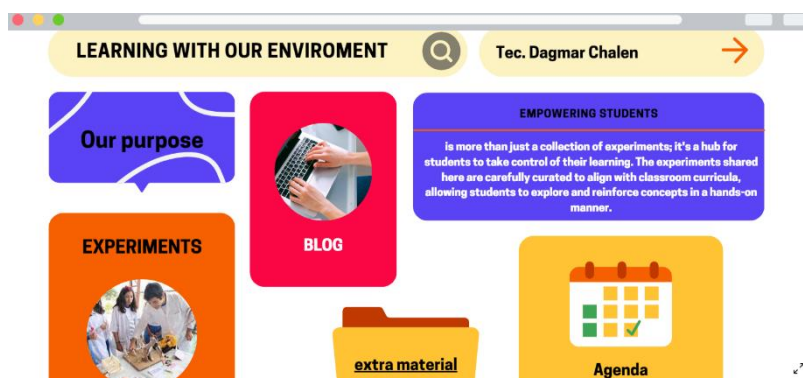 LEARNING WITH OUR ENVIROMENT
Tec. Dagmar Chalen
Our purpose
EMPOWERING STUDENTS
is more than just a collection of experiments; it's a hub for
students to take control of their learning. The experiments shared
here are carefully curated to align with classroom curricula,
allowing students to explore and reinforce concepts in a hands-on
manner.
EXPERIMENTS
BLOG
extra material
Agenda